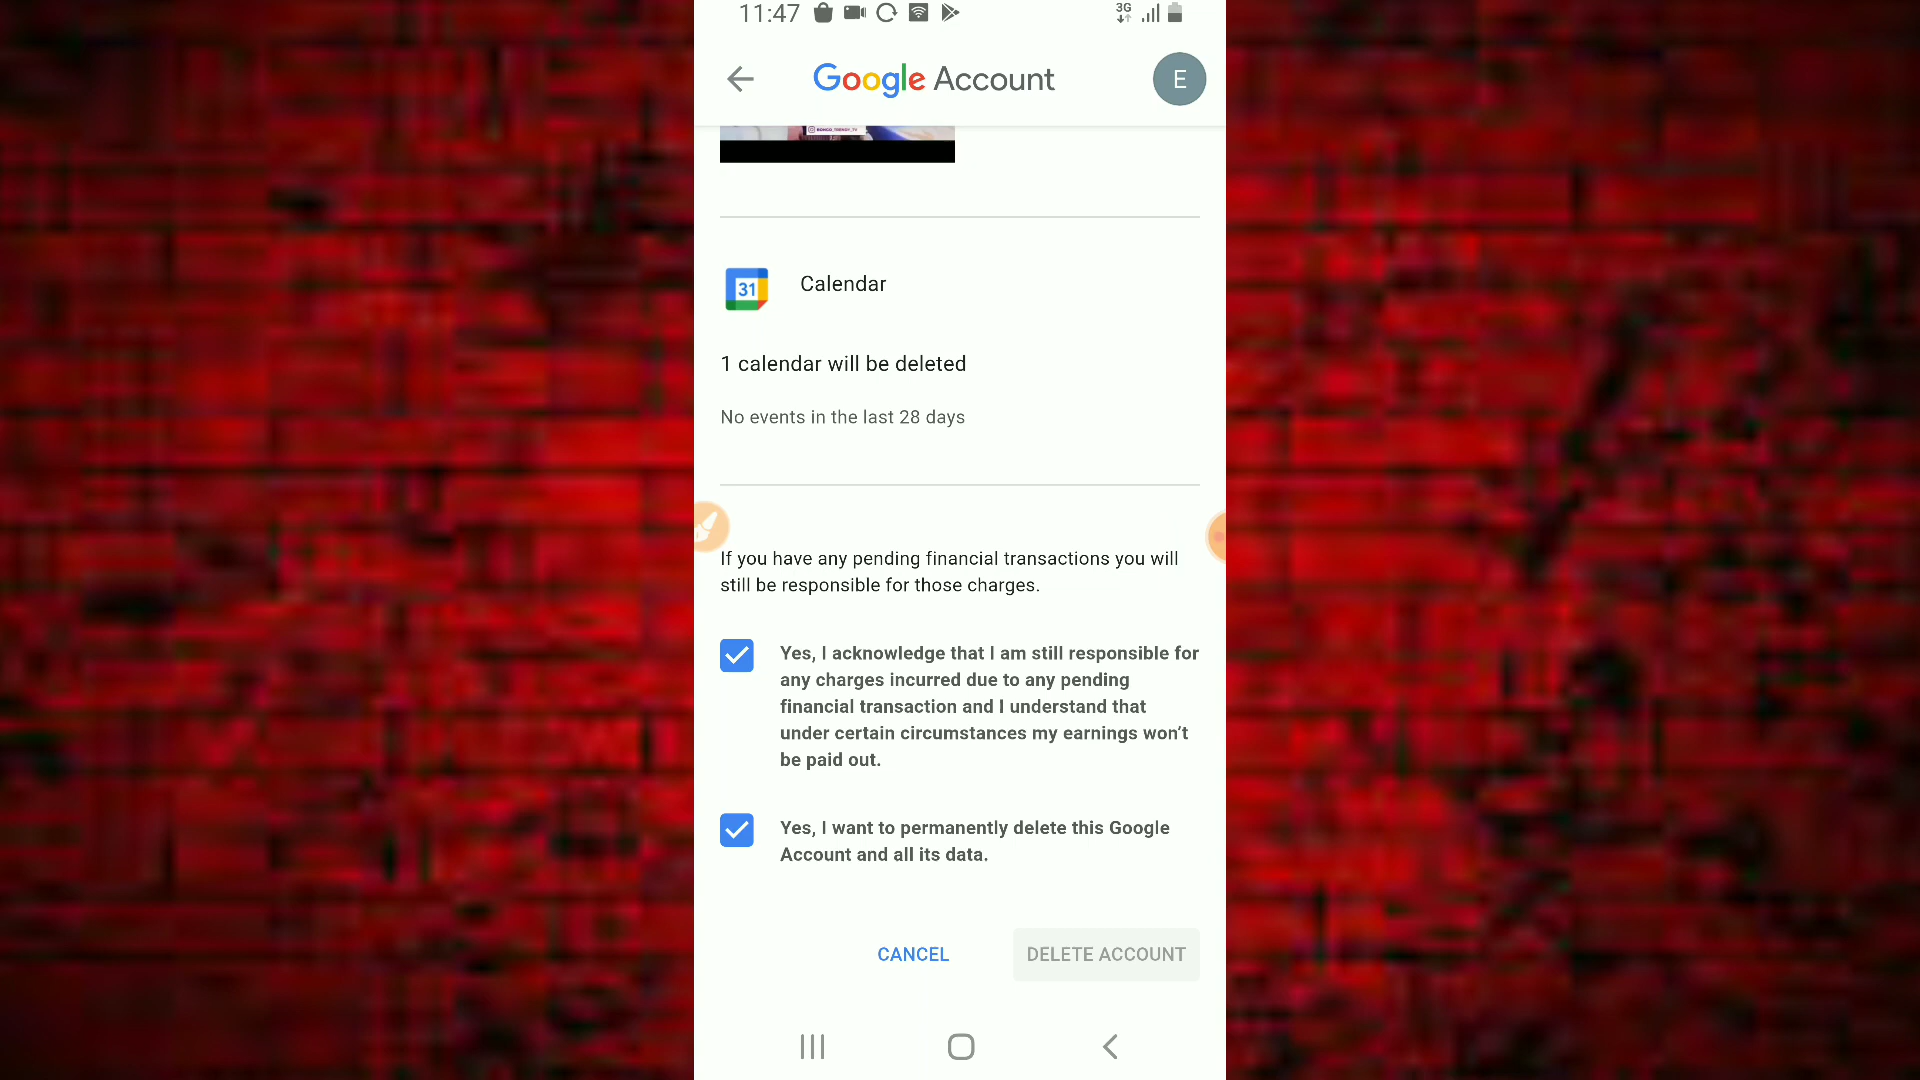 11:47
3G
Google Account
E
31
Calendar
1 calendar will be deleted
No events in the last 28 days
If you have any pending financial transactions you will
still be responsible for those charges.
Yes, I acknowledge that I am still responsible for
any charges incurred due to any pending
financial transaction and I understand that
under certain circumstances my earnings won't
be paid out.
Yes, I want to permanently delete this Google
Account and all its data.
CANCEL
DELETE ACCOUNT